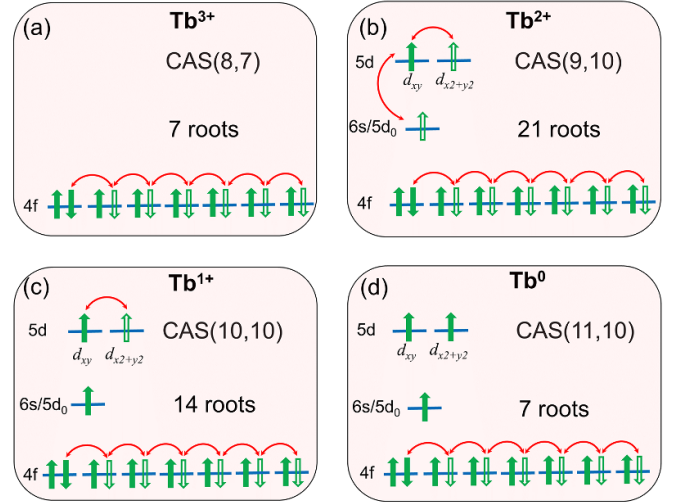 (a) Tb3+
CAS(8,7)
7 roots
4f
(b) Tb2+
5d CAS(9,10)
dxy dx2+y2
6s/5d0 21 roots
4f
(c) Tb1+
5d CAS(10,10)
dxy dx2+y2
6s/5d0 14 roots
4f
(d) Tb0
5d CAS(11,10)
dxy dx2+y2
6s/5d0 7 roots
4f